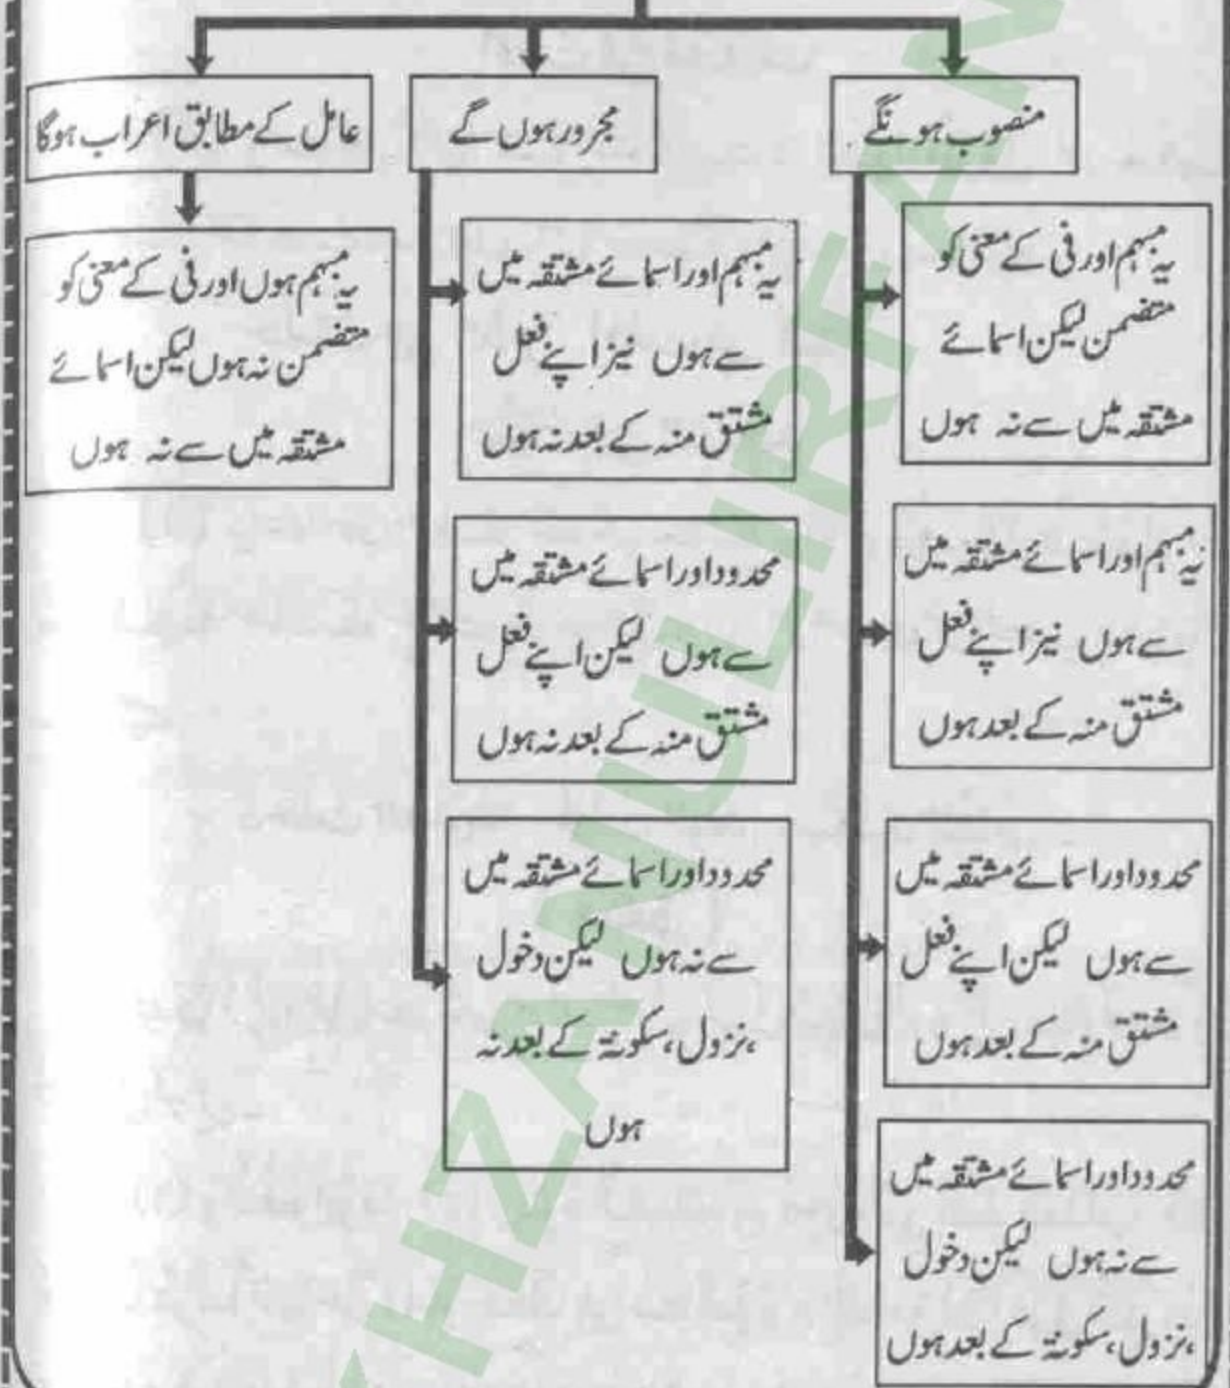 منصوب ہونگے
یہ مبہم اور فی کے معنی کو
متضمن لیکن اسمائے
مشتقہ میں سے نہ ہوں
یہ مبہم اور اسمائے مشتقہ میں
سے ہوں نیز اپنے فعل
مشتق منہ کے بعد ہوں
محدود اور اسمائے مشتقہ میں
سے ہوں لیکن اپنے فعل
مشتق منہ کے بعد ہوں
محدود اور اسمائے مشتقہ میں
سے نہ ہوں لیکن دخول
،نزول، سکونۃ کے بعد ہوں
مجرور ہوں گے
یہ مبہم اور اسمائے مشتقہ میں
سے ہوں نیز اپنے فعل
مشتق منہ کے بعد نہ ہوں
محدود اور اسمائے مشتقہ میں
سے ہوں لیکن اپنے فعل
مشتق منہ کے بعد نہ ہوں
محدود اور اسمائے مشتقہ میں
سے نہ ہوں لیکن دخول
،نزول، سکونۃ کے بعد نہ
ہوں
عامل کے مطابق اعراب ہوگا
یہ مبہم ہوں اور فی کے معنی کو
متضمن نہ ہوں لیکن اسمائے
مشتقہ میں سے نہ ہوں